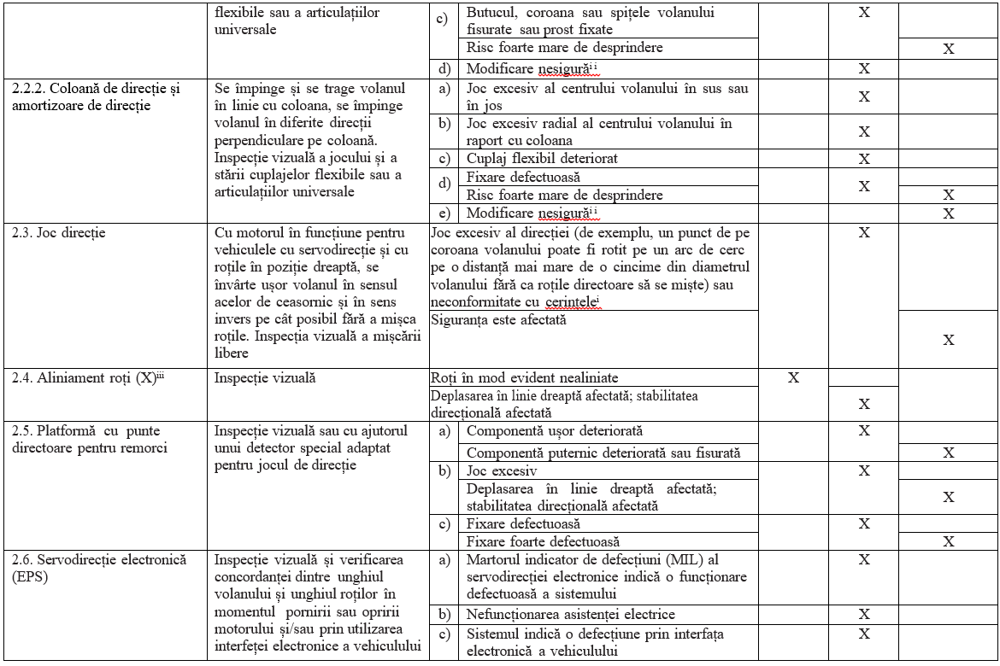 flexibile sau a articulațiilor
universale
c) Butucul, coroana sau spițele volanului X
fisurate sau prost fixate
Risc foarte mare de desprindere X
d) Modificare nesigurăⁱⁱ X
2.2.2. Coloană de direcție și
amortizoare de direcție
Se împinge și se trage volanul
în linie cu coloana, se împinge
volanul în diferite direcții
perpendiculare pe coloană.
Inspecție vizuală a jocului și a
stării cuplajelor flexibile sau a
articulațiilor universale
a) Joc excesiv al centrului volanului în sus sau
în jos X
b) Joc excesiv radial al centrului volanului în
raport cu coloana X
c) Cuplaj flexibil deteriorat X
d) Fixare defectuoasă X
Risc foarte mare de desprindere X
e) Modificare nesigurăⁱⁱ X
2.3. Joc direcție
Cu motorul în funcțiune pentru
vehiculele cu servodirecție și cu
roțile în poziție dreaptă, se
învârte ușor volanul în sensul
acelor de ceasornic și în sens
invers pe cât posibil fără a mișca
roțile. Inspecția vizuală a mișcării
libere
Joc excesiv al direcției (de exemplu, un punct de pe X
coroana volanului poate fi rotit pe un arc de cerc
pe o distanță mai mare de o cincime din diametrul
volanului fără ca roțile directoare să se miște) sau
neconformitate cu cerințeleⁱ
Siguranța este afectată X
2.4. Aliniament roți (X)ⁱⁱⁱ
Inspecție vizuală
Roți în mod evident nealiniate X
Deplasarea în linie dreaptă afectată; stabilitatea
direcțională afectată X
2.5. Platformă cu punte
directoare pentru remorci
Inspecție vizuală sau cu ajutorul
unui detector special adaptat
pentru jocul de direcție
a) Componentă ușor deteriorată X
Componentă puternic deteriorată sau fisurată X
b) Joc excesiv X
Deplasarea în linie dreaptă afectată;
stabilitatea direcțională afectată X
c) Fixare defectuoasă X
Fixare foarte defectuoasă X
2.6. Servodirecție electronică
(EPS)
Inspecție vizuală și verificarea
concordanței dintre unghiul
volanului și unghiul roților în
momentul pornirii sau opririi
motorului și/sau prin utilizarea
interfeței electronice a vehiculului
a) Martorul indicator de defecțiuni (MIL) al X
servodirecției electronice indică o funcționare
defectuoasă a sistemului
b) Nefuncționarea asistenței electrice X
c) Sistemul indică o defecțiune prin interfața X
electronică a vehiculului